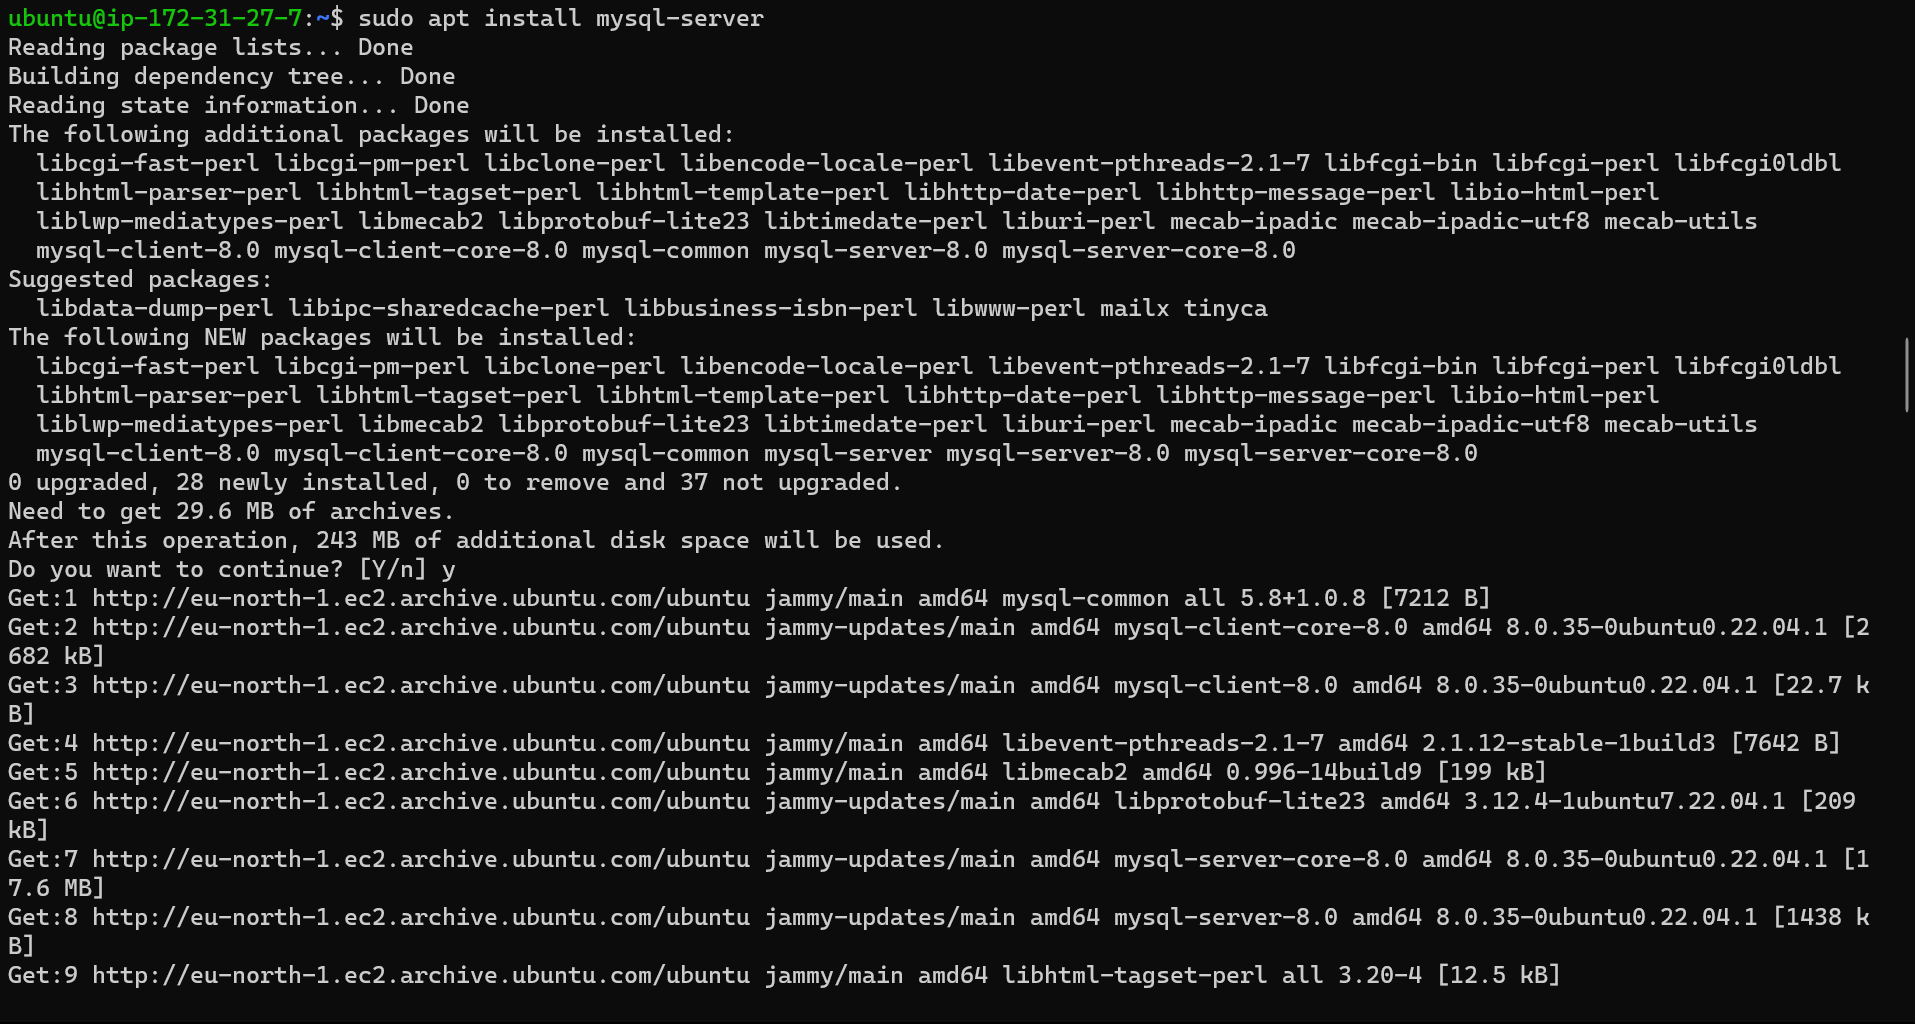 ubuntu@ip-172-31-27-7:~$ sudo apt install mysql-server
Reading package lists... Done
Building dependency tree... Done
Reading state information... Done
The following additional packages will be installed:
  libcgi-fast-perl libcgi-pm-perl libclone-perl libencode-locale-perl libevent-pthreads-2.1-7 libfcgi-bin libfcgi-perl libfcgi0ldbl
  libhtml-parser-perl libhtml-tagset-perl libhtml-template-perl libhttp-date-perl libhttp-message-perl libio-html-perl
  liblwp-mediatypes-perl libmecab2 libprotobuf-lite23 libtimedate-perl liburi-perl mecab-ipadic mecab-ipadic-utf8 mecab-utils
  mysql-client-8.0 mysql-client-core-8.0 mysql-common mysql-server-8.0 mysql-server-core-8.0
Suggested packages:
  libdata-dump-perl libipc-sharedcache-perl libbusiness-isbn-perl libwww-perl mailx tinyca
The following NEW packages will be installed:
  libcgi-fast-perl libcgi-pm-perl libclone-perl libencode-locale-perl libevent-pthreads-2.1-7 libfcgi-bin libfcgi-perl libfcgi0ldbl
  libhtml-parser-perl libhtml-tagset-perl libhtml-template-perl libhttp-date-perl libhttp-message-perl libio-html-perl
  liblwp-mediatypes-perl libmecab2 libprotobuf-lite23 libtimedate-perl liburi-perl mecab-ipadic mecab-ipadic-utf8 mecab-utils
  mysql-client-8.0 mysql-client-core-8.0 mysql-common mysql-server mysql-server-8.0 mysql-server-core-8.0
0 upgraded, 28 newly installed, 0 to remove and 37 not upgraded.
Need to get 29.6 MB of archives.
After this operation, 243 MB of additional disk space will be used.
Do you want to continue? [Y/n] y
Get:1 http://eu-north-1.ec2.archive.ubuntu.com/ubuntu jammy/main amd64 mysql-common all 5.8+1.0.8 [7212 B]
Get:2 http://eu-north-1.ec2.archive.ubuntu.com/ubuntu jammy-updates/main amd64 mysql-client-core-8.0 amd64 8.0.35-0ubuntu0.22.04.1 [2
682 kB]
Get:3 http://eu-north-1.ec2.archive.ubuntu.com/ubuntu jammy-updates/main amd64 mysql-client-8.0 amd64 8.0.35-0ubuntu0.22.04.1 [22.7 k
B]
Get:4 http://eu-north-1.ec2.archive.ubuntu.com/ubuntu jammy/main amd64 libevent-pthreads-2.1-7 amd64 2.1.12-stable-1build3 [7642 B]
Get:5 http://eu-north-1.ec2.archive.ubuntu.com/ubuntu jammy/main amd64 libmecab2 amd64 0.996-14build9 [199 kB]
Get:6 http://eu-north-1.ec2.archive.ubuntu.com/ubuntu jammy-updates/main amd64 libprotobuf-lite23 amd64 3.12.4-1ubuntu7.22.04.1 [209
kB]
Get:7 http://eu-north-1.ec2.archive.ubuntu.com/ubuntu jammy-updates/main amd64 mysql-server-core-8.0 amd64 8.0.35-0ubuntu0.22.04.1 [1
7.6 MB]
Get:8 http://eu-north-1.ec2.archive.ubuntu.com/ubuntu jammy-updates/main amd64 mysql-server-8.0 amd64 8.0.35-0ubuntu0.22.04.1 [1438 k
B]
Get:9 http://eu-north-1.ec2.archive.ubuntu.com/ubuntu jammy/main amd64 libhtml-tagset-perl all 3.20-4 [12.5 kB]